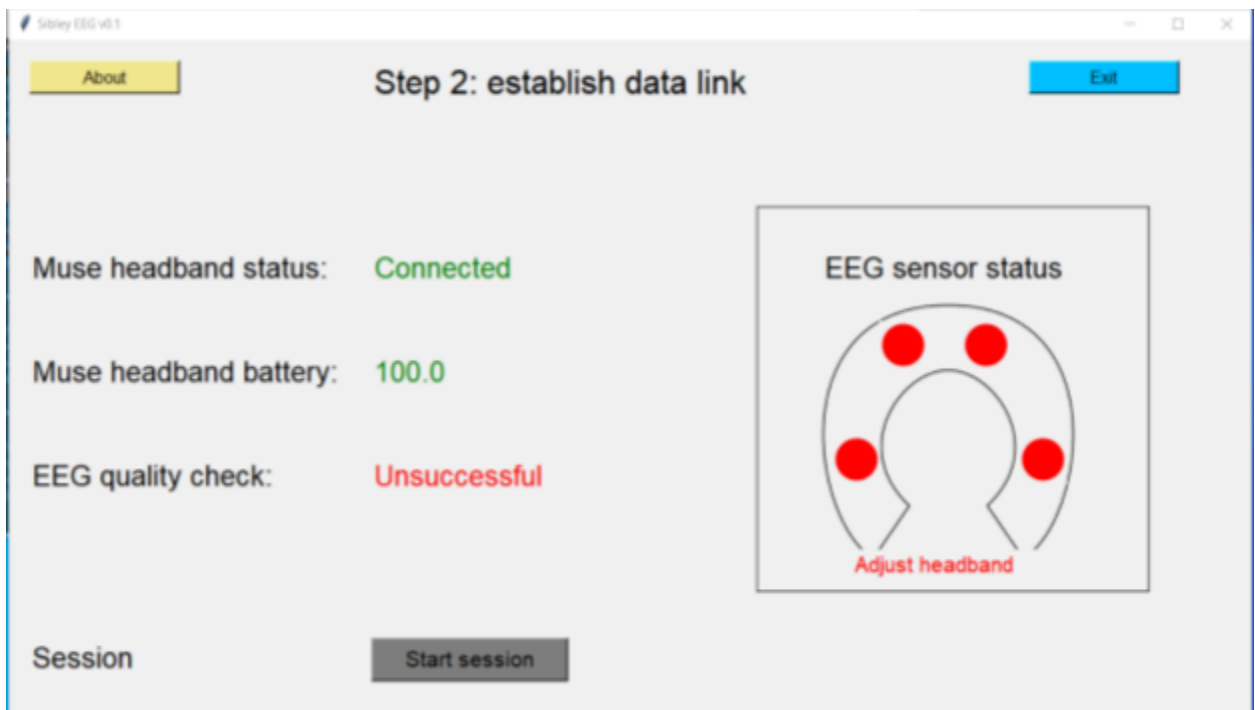 Sibley EEG v0.1
About
Step 2: establish data link
Exit
Muse headband status: Connected
EEG sensor status
Muse headband battery: 100.0
EEG quality check: Unsuccessful
Adjust headband
Session
Start session